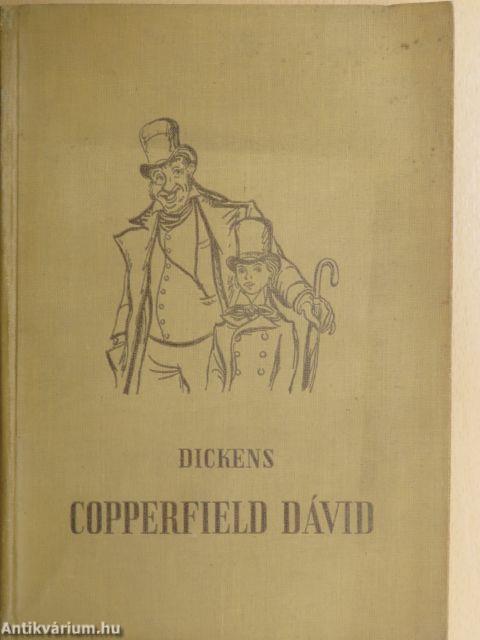 DICKENS
COPPERFIELD DÁVID
Antikvárium.hu